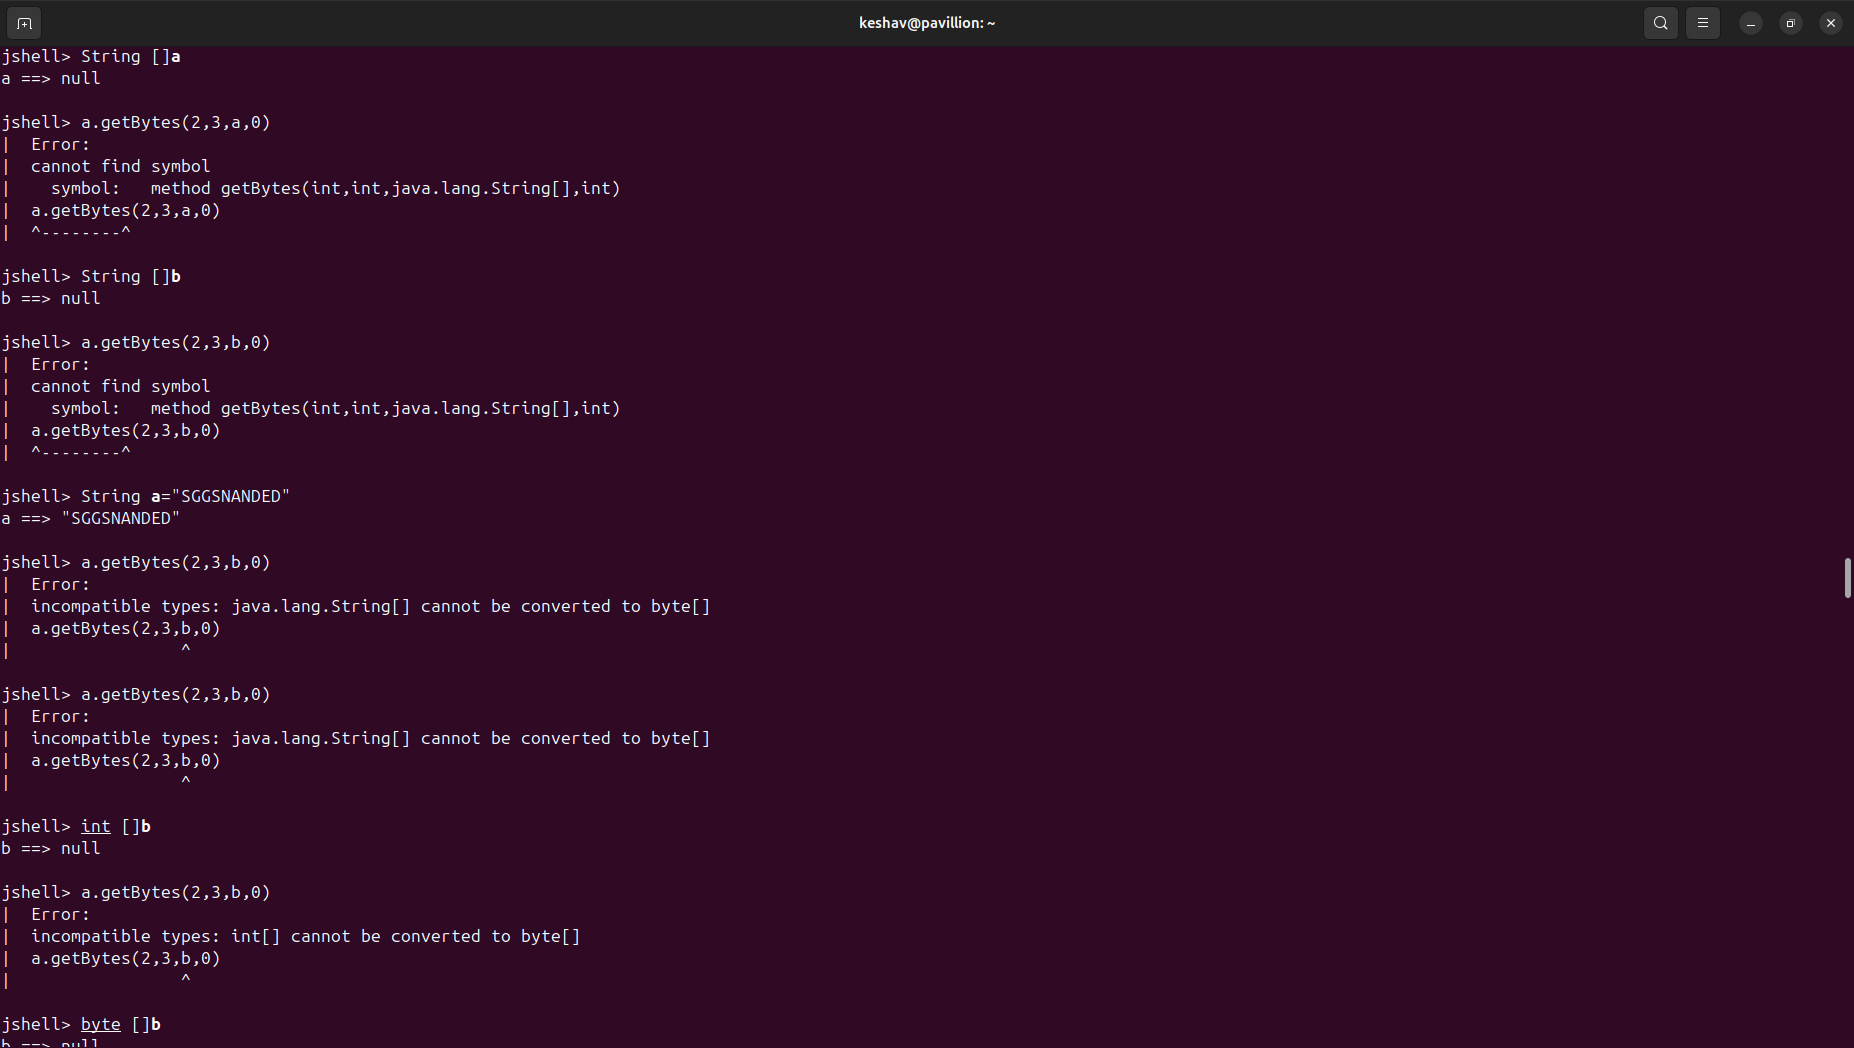 keshav@pavillion: ~
jshell> String []a
a ==> null
jshell> a.getBytes(2,3,a,0)
|  Error:
|  cannot find symbol
|    symbol:   method getBytes(int,int,java.lang.String[],int)
|  a.getBytes(2,3,a,0)
|  ^--------^
jshell> String []b
b ==> null
jshell> a.getBytes(2,3,b,0)
|  Error:
|  cannot find symbol
|    symbol:   method getBytes(int,int,java.lang.String[],int)
|  a.getBytes(2,3,b,0)
|  ^--------^
jshell> String a="SGGSNANDED"
a ==> "SGGSNANDED"
jshell> a.getBytes(2,3,b,0)
|  Error:
|  incompatible types: java.lang.String[] cannot be converted to byte[]
|  a.getBytes(2,3,b,0)
|                 ^
jshell> a.getBytes(2,3,b,0)
|  Error:
|  incompatible types: java.lang.String[] cannot be converted to byte[]
|  a.getBytes(2,3,b,0)
|                 ^
jshell> int []b
b ==> null
jshell> a.getBytes(2,3,b,0)
|  Error:
|  incompatible types: int[] cannot be converted to byte[]
|  a.getBytes(2,3,b,0)
|                 ^
jshell> byte []b
b ==> null